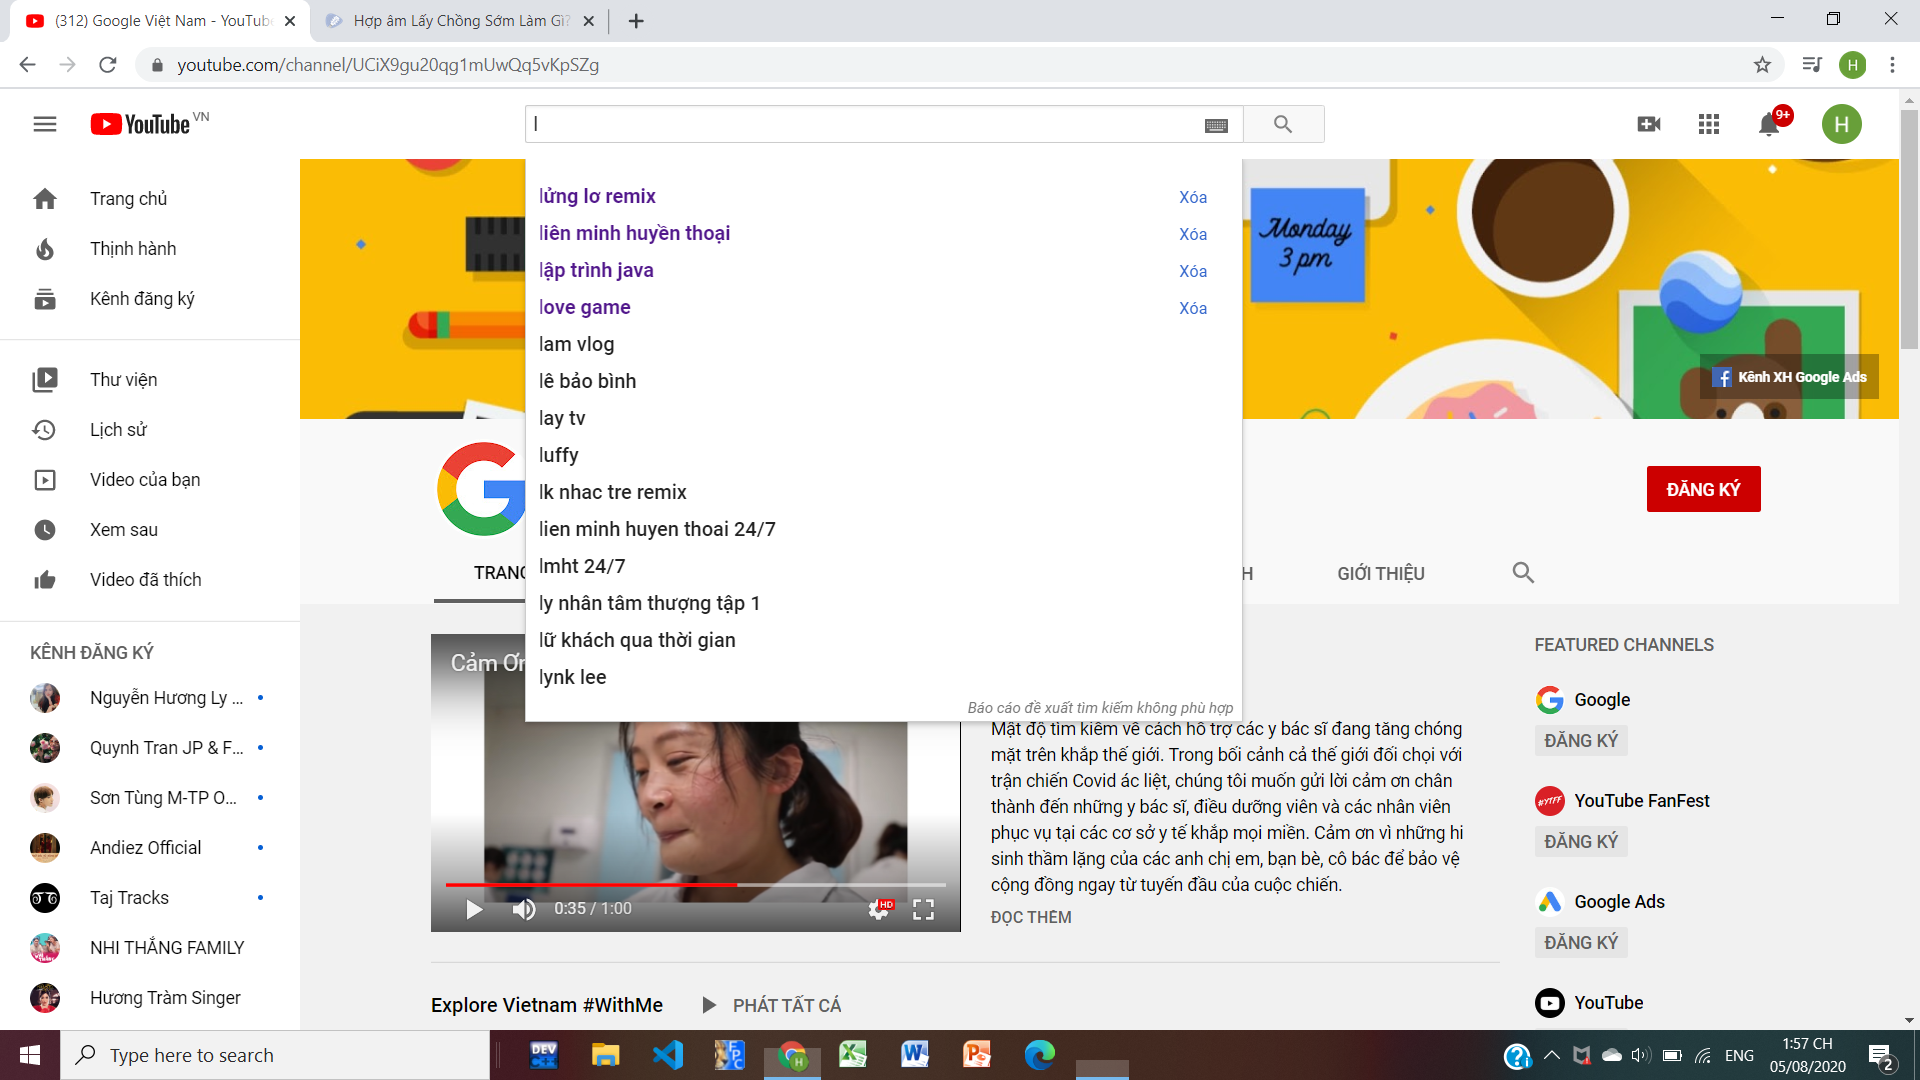 (312) Google Việt Nam - YouTube
Hợp âm Lấy Chồng Sớm Làm Gì?
youtube.com/channel/UCiX9gu20qg1mUwQq5vKpSZg
H
YouTube VN
l
9+
H
Trang chủ
Thịnh hành
Kênh đăng ký
Thư viện
Lịch sử
Video của bạn
Xem sau
Video đã thích
KÊNH ĐĂNG KÝ
Nguyễn Hương Ly ...
Quynh Tran JP & F...
Sơn Tùng M-TP O...
Andiez Official
Taj Tracks
NHI THẮNG FAMILY
Hương Tràm Singer
lửng lơ remix Xóa
liên minh huyền thoại Xóa
lập trình java Xóa
love game Xóa
lam vlog
lê bảo bình
lay tv
luffy
lk nhac tre remix
lien minh huyen thoai 24/7
lmht 24/7
ly nhân tâm thượng tập 1
lữ khách qua thời gian
lynk lee
Báo cáo đề xuất tìm kiếm không phù hợp
Monday
3 pm
Kênh XH Google Ads
ĐĂNG KÝ
TRANG
H
GIỚI THIỆU
Cảm Ơn
0:35 / 1:00
HD
Mật độ tìm kiếm về cách hỗ trợ các y bác sĩ đang tăng chóng
mặt trên khắp thế giới. Trong bối cảnh cả thế giới đối chọi với
trận chiến Covid ác liệt, chúng tôi muốn gửi lời cảm ơn chân
thành đến những y bác sĩ, điều dưỡng viên và các nhân viên
phục vụ tại các cơ sở y tế khắp mọi miền. Cảm ơn vì những hi
sinh thầm lặng của các anh chị em, bạn bè, cô bác để bảo vệ
cộng đồng ngay từ tuyến đầu của cuộc chiến.
ĐỌC THÊM
Explore Vietnam #WithMe
PHÁT TẤT CẢ
FEATURED CHANNELS
Google
ĐĂNG KÝ
#YTFF
YouTube FanFest
ĐĂNG KÝ
Google Ads
ĐĂNG KÝ
YouTube
Type here to search
DEV
C++
FPC
H
ENG
1:57 CH
05/08/2020
2